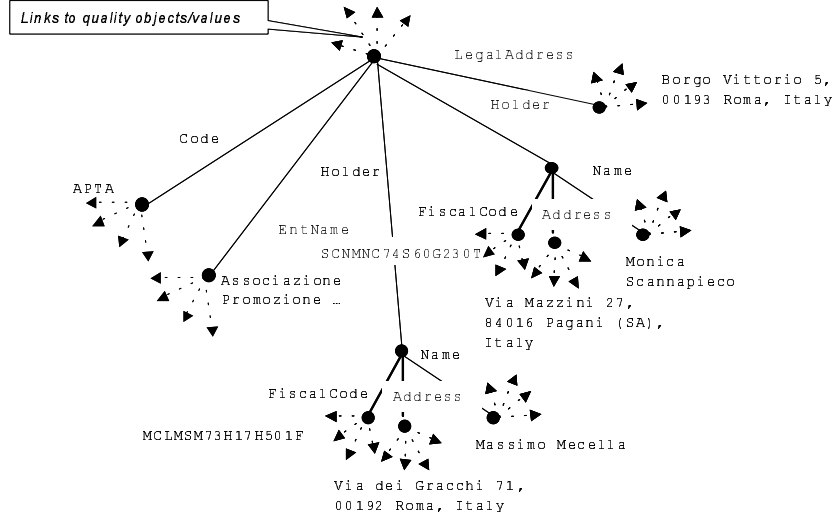 Links to quality objects/values
LegalAddress
Borgo Vittorio 5,
00193 Roma, Italy
Holder
Code
Holder
Name
APTA
FiscalCode
Address
EntName
SCNMNC74S60G230T
Monica
Scannapieco
Associazione
Promozione …
Via Mazzini 27,
84016 Pagani (SA),
Italy
Name
FiscalCode
Address
MCLMSM73H17H501F
Massimo Mecella
Via dei Gracchi 71,
00192 Roma, Italy